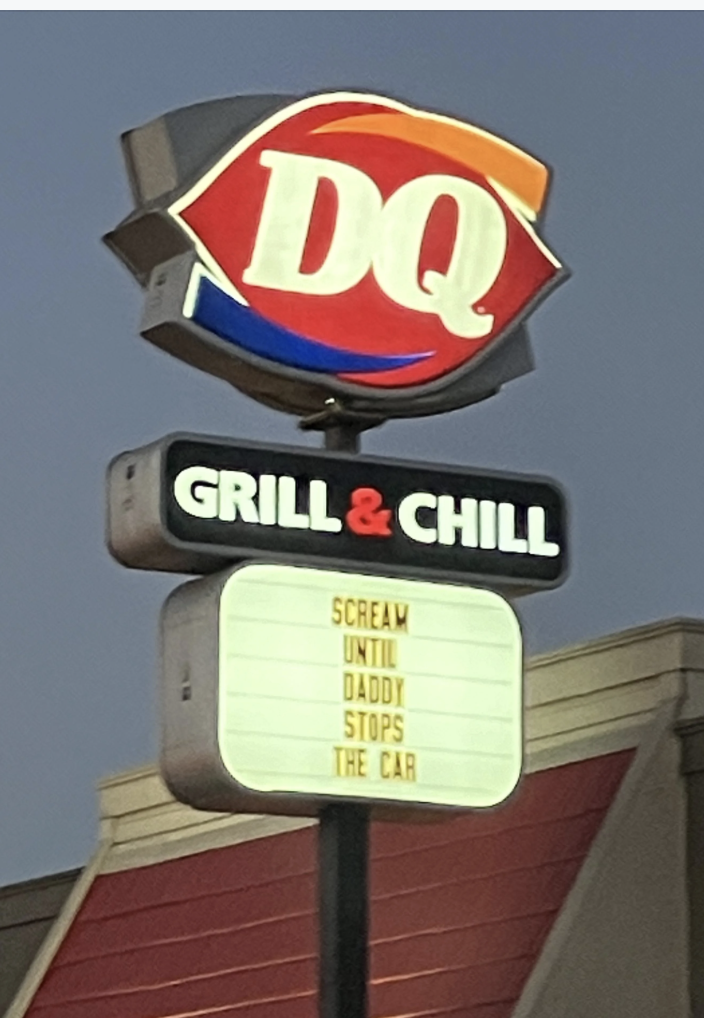 DQ
GRILL & CHILL
SCREAM
UNTIL
DADDY
STOPS
THE CAR